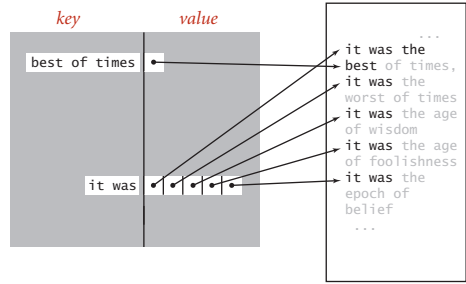 key value
...
it was the
best of times,
it was the
worst of times
it was the age
of wisdom
it was the age
of foolishness
it was the
epoch of
belief
...
best of times
it was